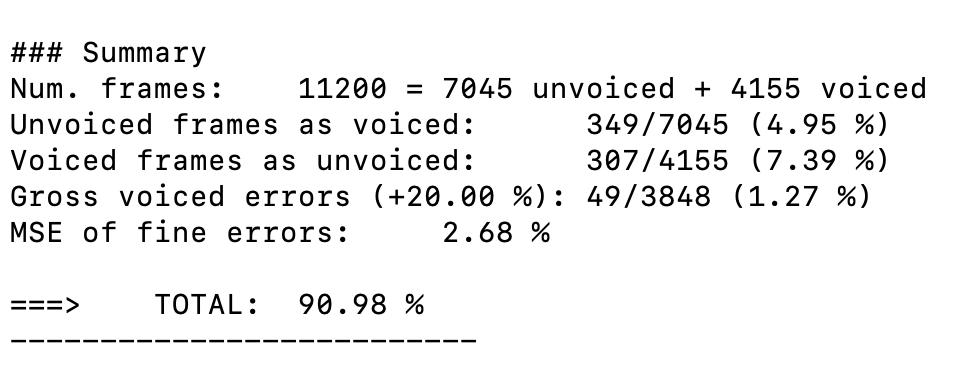 ### Summary
Num. frames:    11200 = 7045 unvoiced + 4155 voiced
Unvoiced frames as voiced:      349/7045 (4.95 %)
Voiced frames as unvoiced:      307/4155 (7.39 %)
Gross voiced errors (+20.00 %): 49/3848 (1.27 %)
MSE of fine errors:     2.68 %
===>    TOTAL:  90.98 %
--------------------------